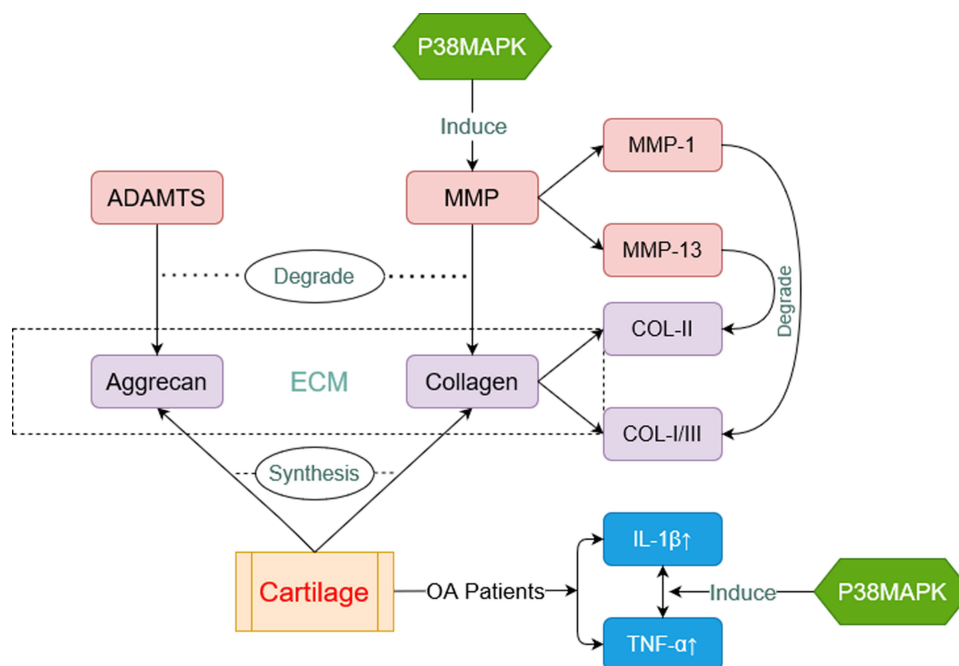 P38MAPK
Induce
MMP-1
ADAMTS
MMP
MMP-13
Degrade
Degrade
COL-II
Aggrecan
ECM
Collagen
COL-I/III
Synthesis
IL-1β↑
Cartilage
OA Patients
Induce
P38MAPK
TNF-α↑